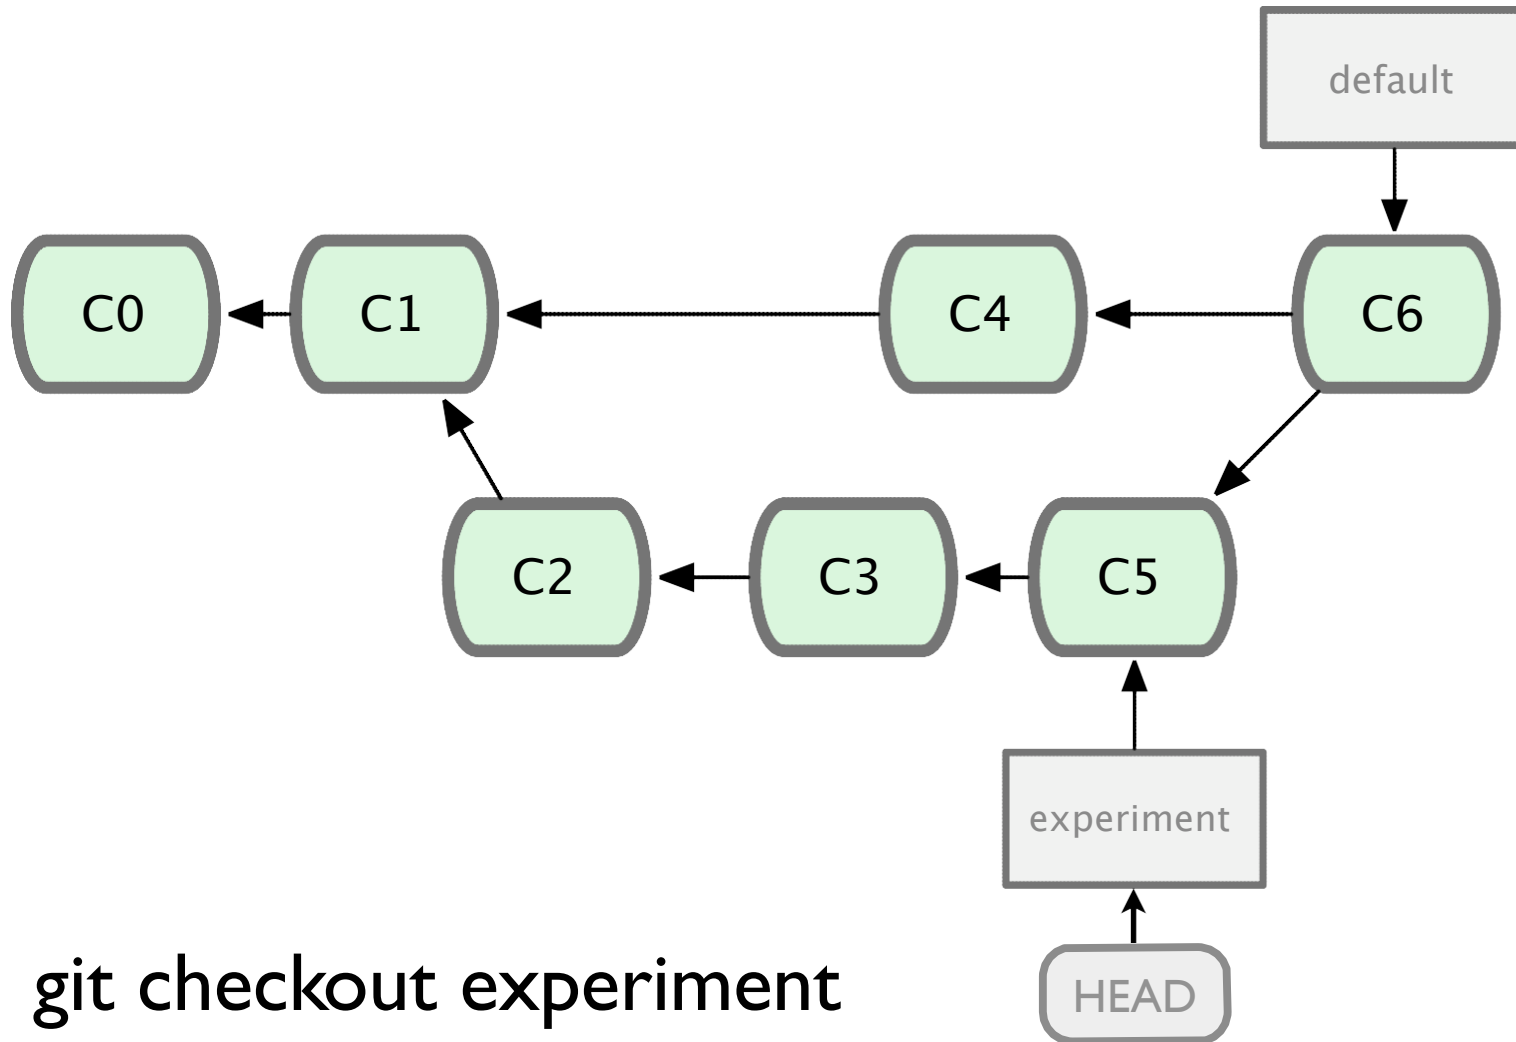 default
C0
C1
C4
C6
C2
C3
C5
experiment
git checkout experiment
HEAD